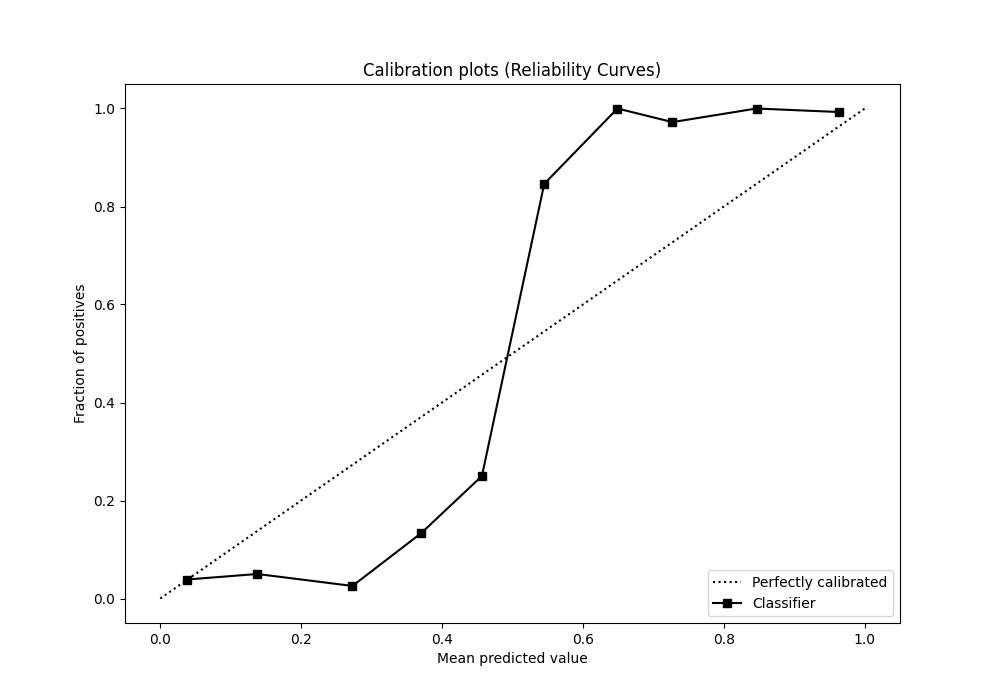 Calibration plots (Reliability Curves)
1.0
0.8
0.6
0.4
0.2
0.0
Fraction of positives
0.0 0.2 0.4 0.6 0.8 1.0
Mean predicted value
Perfectly calibrated
Classifier